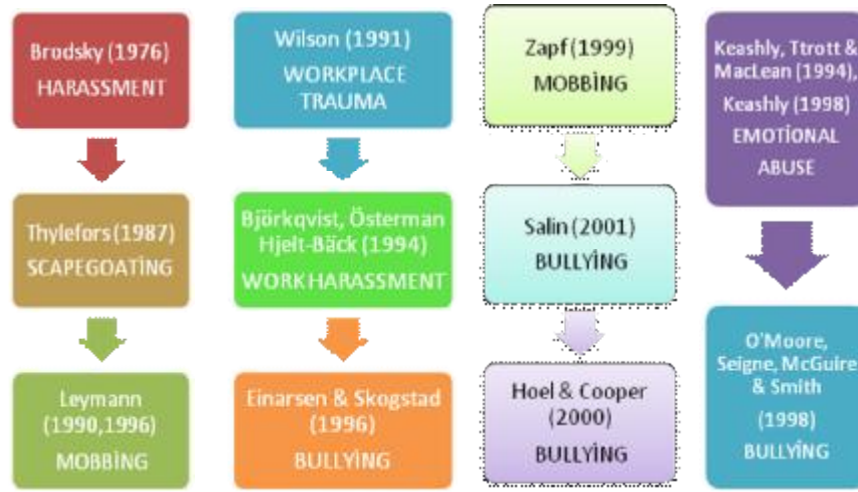 Brodsky (1976)
HARASSMENT
Thylefors (1987)
SCAPEGOATİNG
Leymann
(1990,1996)
MOBBİNG
Wilson (1991)
WORKPLACE
TRAUMA
Björkqvist, Österman
Hjelt-Bäck (1994)
WORK HARASSMENT
Einarsen & Skogstad
(1996)
BULLYİNG
Zapf (1999)
MOBBİNG
Salin (2001)
BULLYİNG
Hoel & Cooper
(2000)
BULLYİNG
Keashly, Ttrott &
MacLean (1994),
Keashly (1998)
EMOTİONAL
ABUSE
O'Moore,
Seigne, McGuire
& Smith
(1998)
BULLYİNG